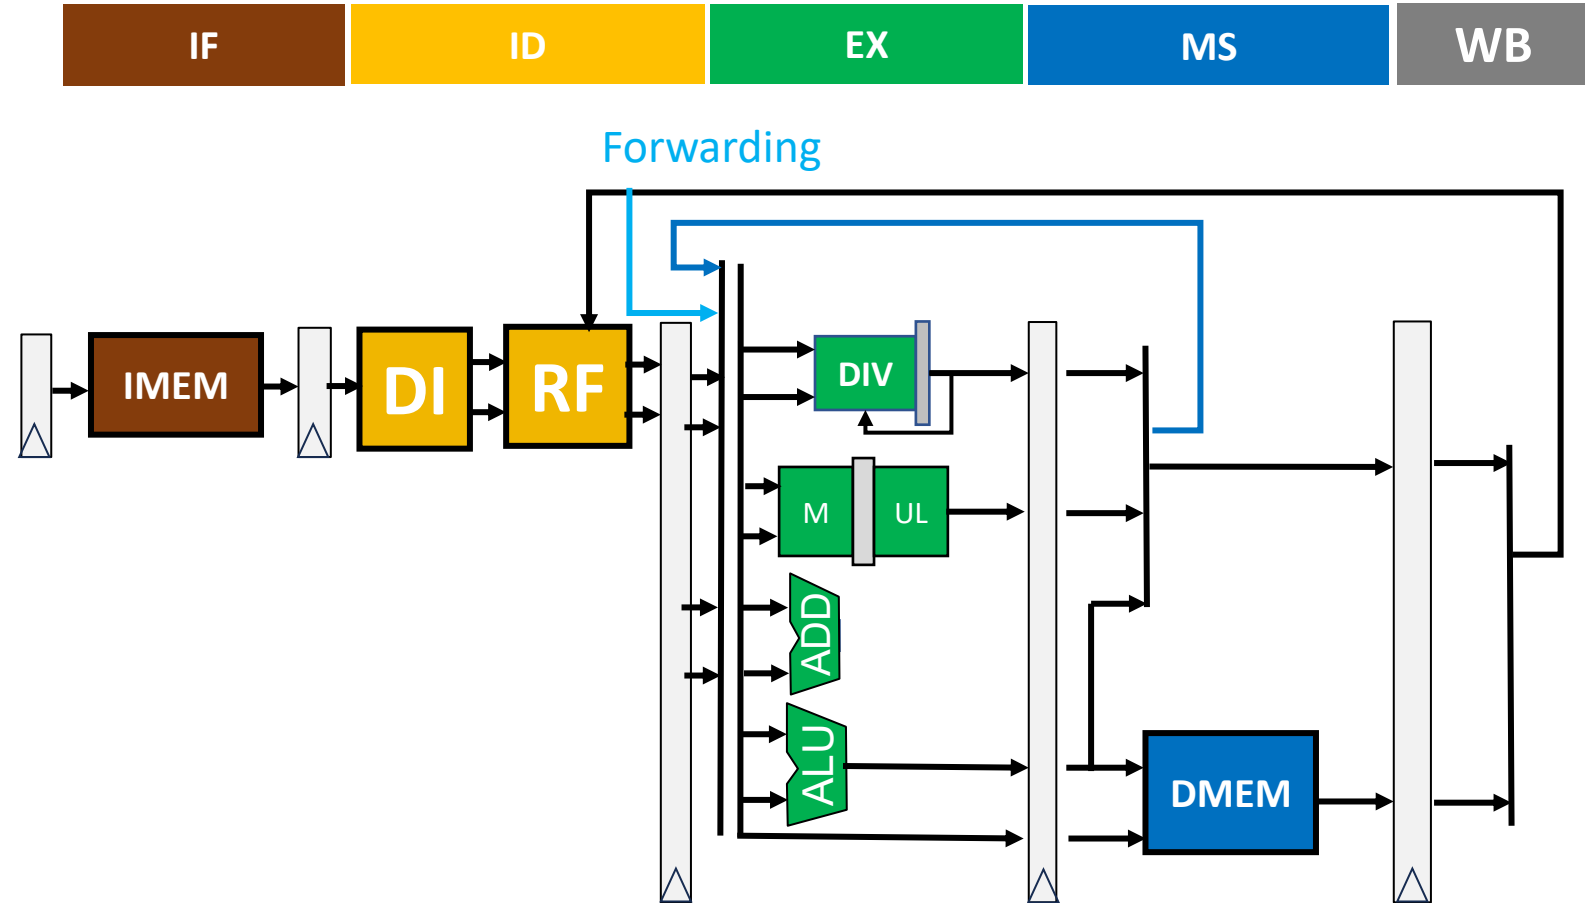 IF
ID
EX
MS
WB
Forwarding
IMEM
DI
RF
DIV
M
UL
ADD
ALU
DMEM